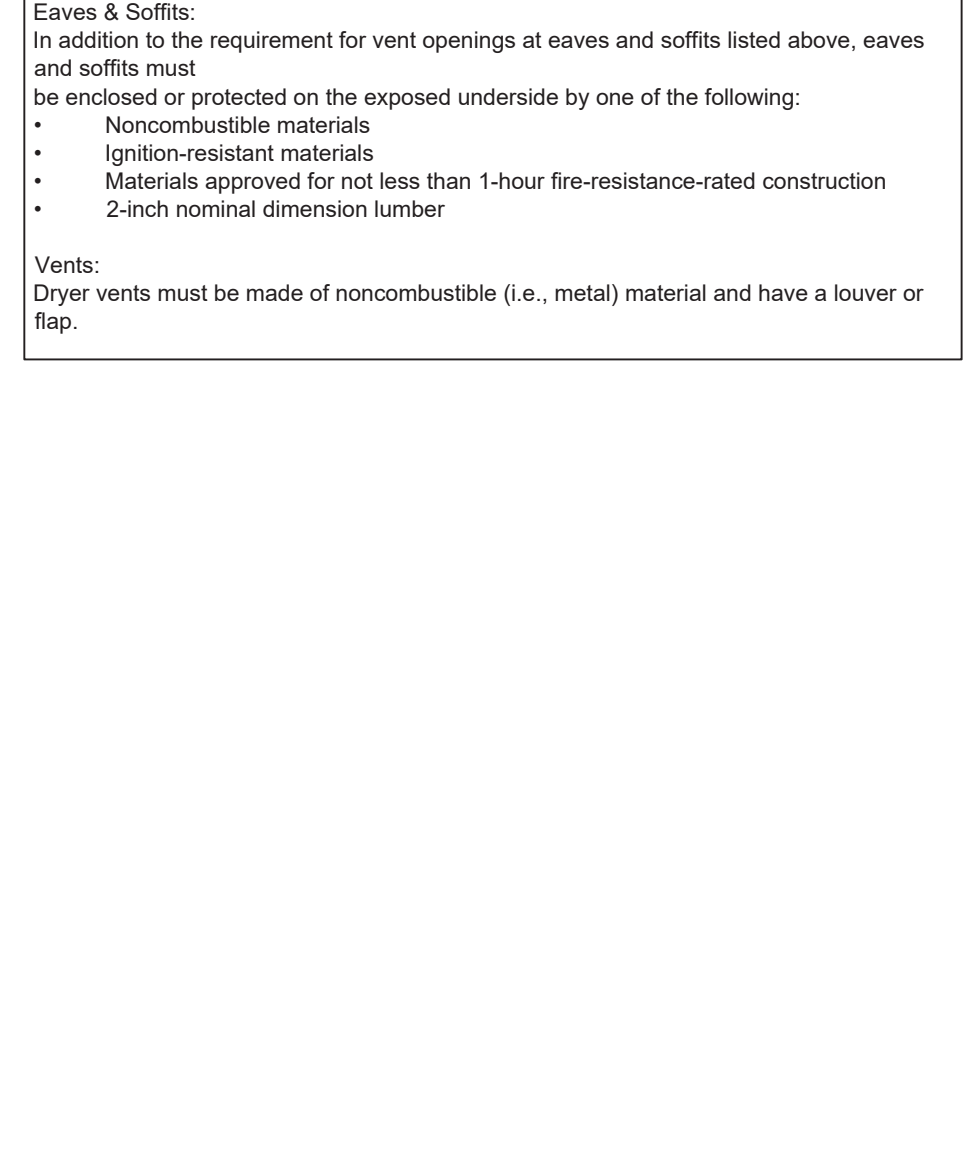 Eaves & Soffits:
In addition to the requirement for vent openings at eaves and soffits listed above, eaves
and soffits must
be enclosed or protected on the exposed underside by one of the following:
• Noncombustible materials
• Ignition-resistant materials
• Materials approved for not less than 1-hour fire-resistance-rated construction
• 2-inch nominal dimension lumber
Vents:
Dryer vents must be made of noncombustible (i.e., metal) material and have a louver or
flap.